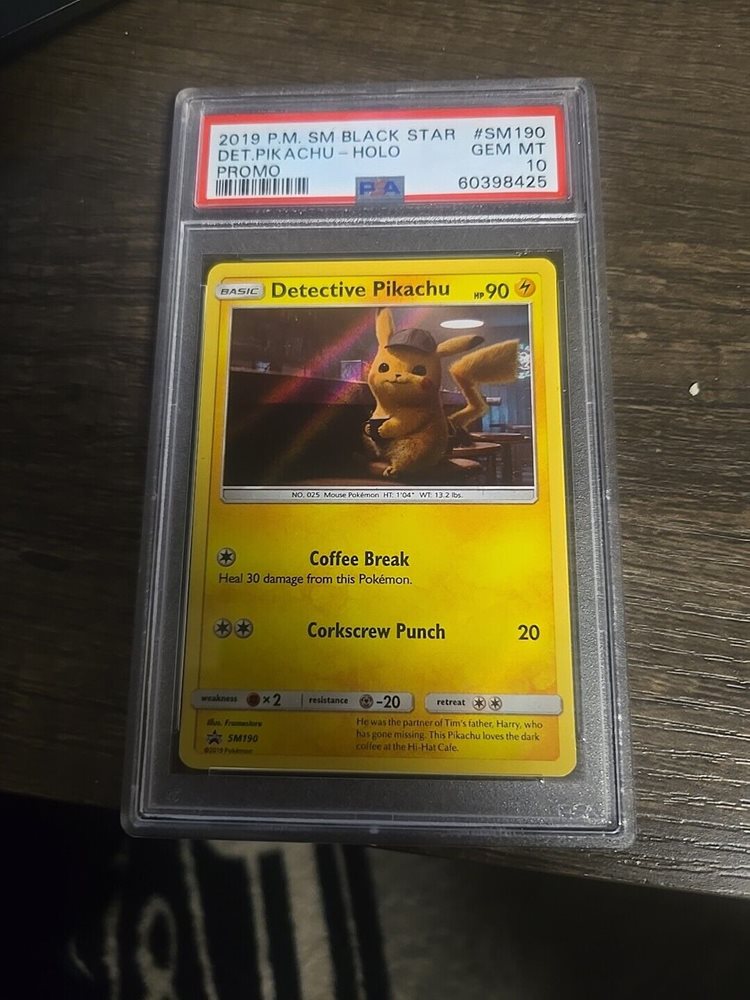 2019 P.M. SM BLACK STAR #SM190
DET.PIKACHU - HOLO GEM MT
PROMO 10
PSA 60398425
BASIC Detective Pikachu HP 90
NO. 025 Mouse Pokémon HT: 1'04" WT: 13.2 lbs.
Coffee Break
Heal 30 damage from this Pokémon.
Corkscrew Punch 20
weakness ×2 resistance -20 retreat
Illus. Framestore
SM190
©2019 Pokémon
He was the partner of Tim's father, Harry, who
has gone missing. This Pikachu loves the dark
coffee at the Hi-Hat Cafe.